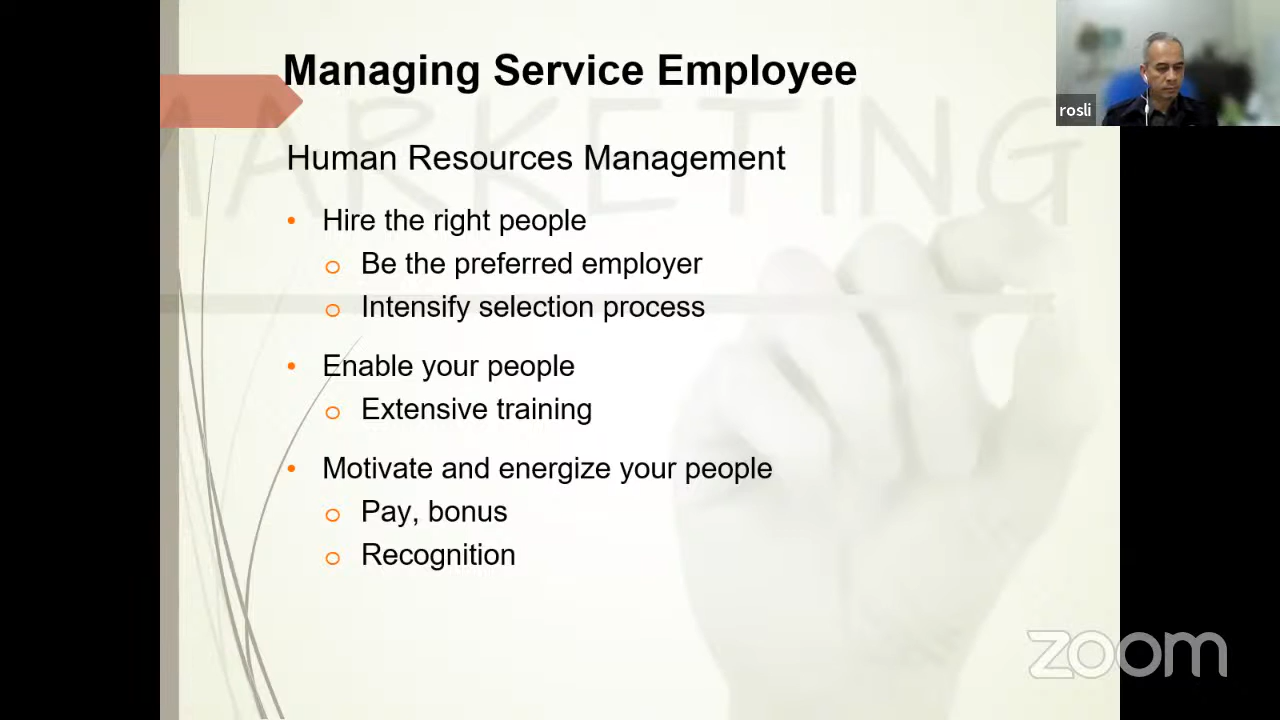 Managing Service Employee
rosli
MARKETING
Human Resources Management
• Hire the right people
o Be the preferred employer
o Intensify selection process
• Enable your people
o Extensive training
• Motivate and energize your people
o Pay, bonus
o Recognition
zoom